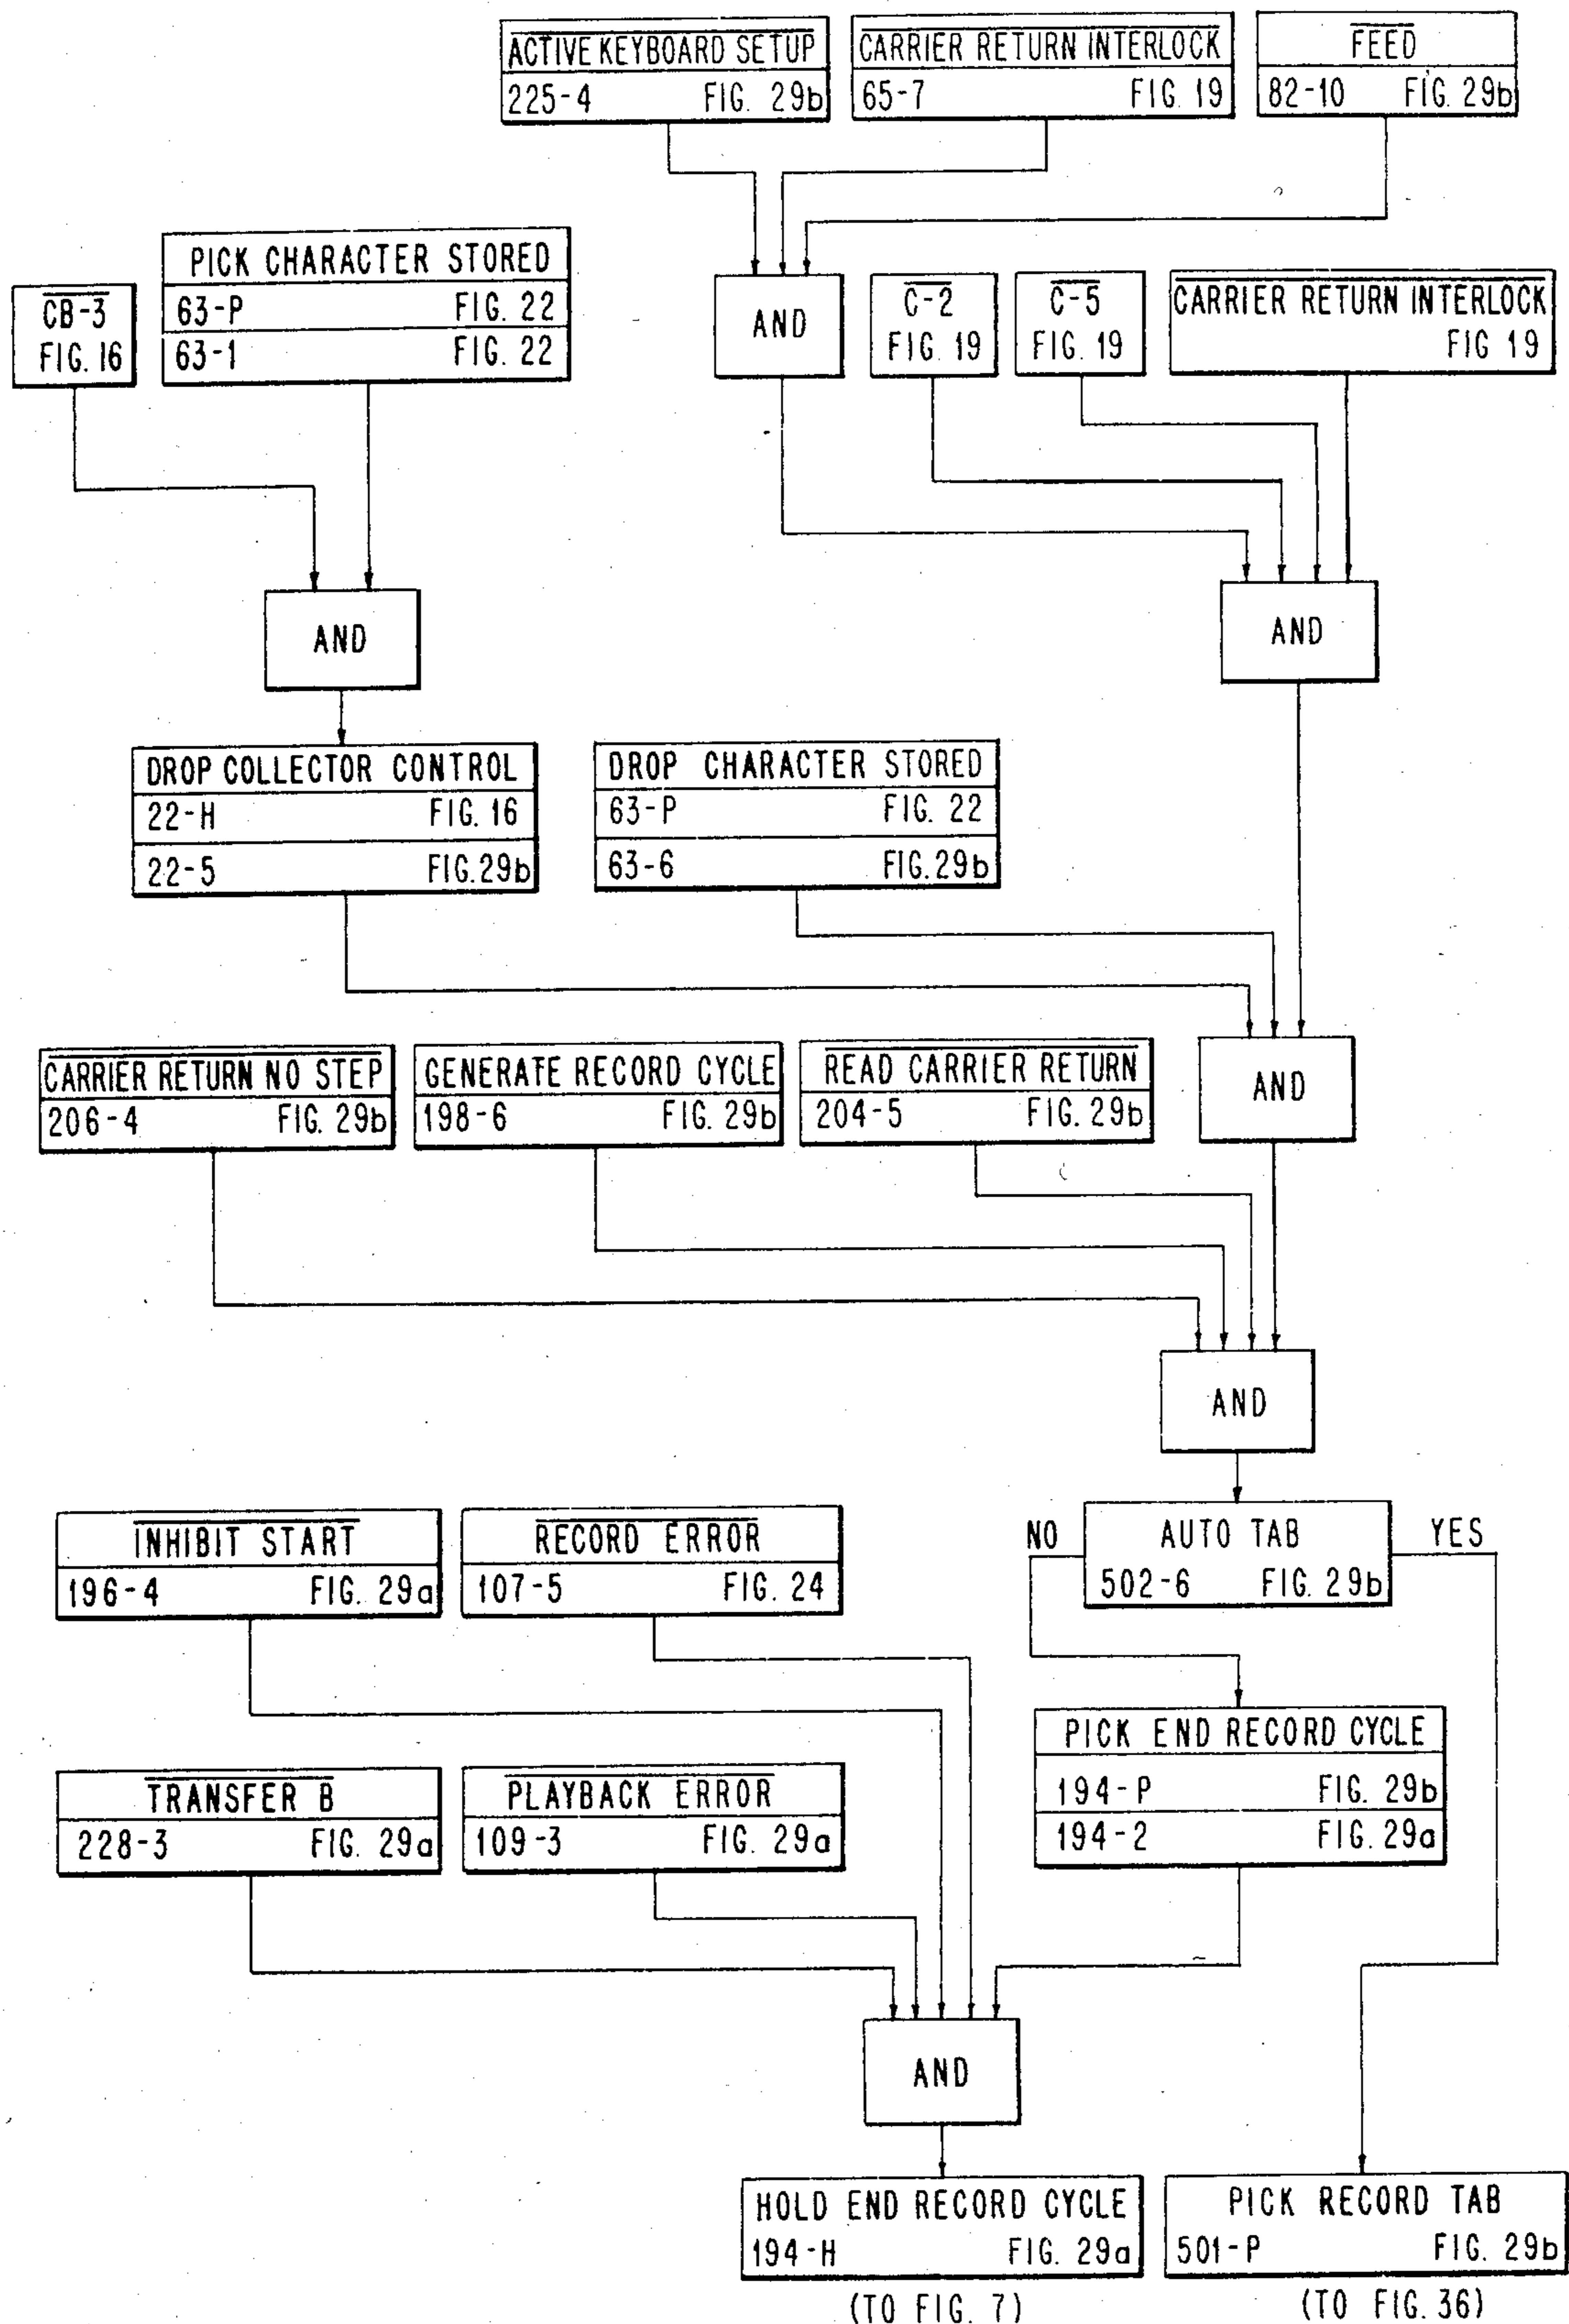 ACTIVE KEYBOARD SETUP
225-4 FIG. 29b
CARRIER RETURN INTERLOCK
65-7 FIG. 19
FEED
82-10 FIG. 29b
PICK CHARACTER STORED
63-P FIG. 22
63-1 FIG. 22
CB-3
FIG. 16
AND
C-2
FIG. 19
C-5
FIG. 19
CARRIER RETURN INTERLOCK
FIG 19
AND
AND
DROP COLLECTOR CONTROL
22-H FIG. 16
22-5 FIG. 29b
DROP CHARACTER STORED
63-P FIG. 22
63-6 FIG. 29b
CARRIER RETURN NO STEP
206-4 FIG. 29b
GENERATE RECORD CYCLE
198-6 FIG. 29b
READ CARRIER RETURN
204-5 FIG. 29b
AND
AND
INHIBIT START
196-4 FIG. 29a
RECORD ERROR
107-5 FIG. 24
NO
AUTO TAB
502-6 FIG. 29b
YES
TRANSFER B
228-3 FIG. 29a
PLAYBACK ERROR
109-3 FIG. 29a
PICK END RECORD CYCLE
194-P FIG. 29b
194-2 FIG. 29a
AND
HOLD END RECORD CYCLE
194-H FIG. 29a
(TO FIG. 7)
PICK RECORD TAB
501-P FIG. 29b
(TO FIG. 36)